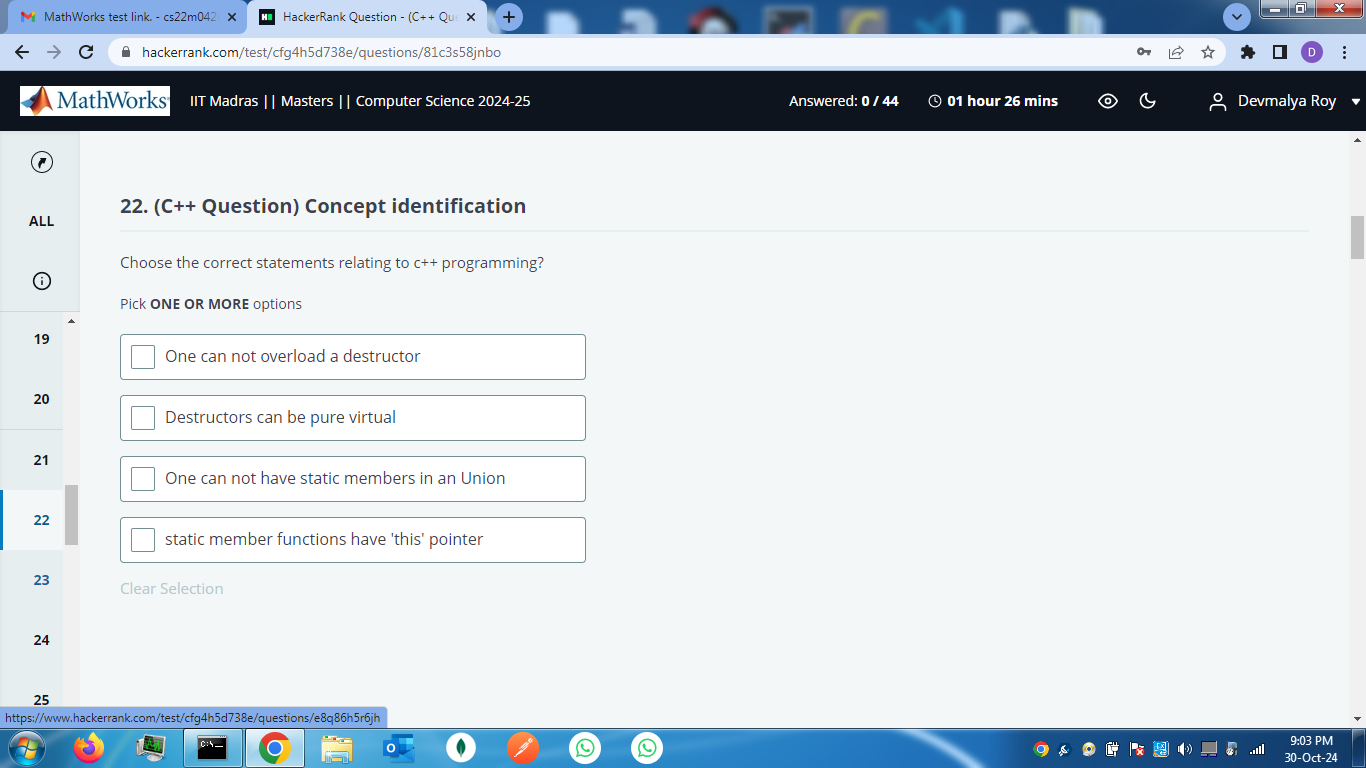 MathWorks test link. - cs22m042
HackerRank Question - (C++ Qu
hackerrank.com/test/cfg4h5d738e/questions/81c3s58jnbo
D
MathWorks
IIT Madras || Masters || Computer Science 2024-25
Answered: 0 / 44
01 hour 26 mins
Devmalya Roy
ALL
19
20
21
22
23
24
25
22. (C++ Question) Concept identification
Choose the correct statements relating to c++ programming?
Pick ONE OR MORE options
One can not overload a destructor
Destructors can be pure virtual
One can not have static members in an Union
static member functions have 'this' pointer
Clear Selection
https://www.hackerrank.com/test/cfg4h5d738e/questions/e8q86h5r6jh
9:03 PM
30-Oct-24